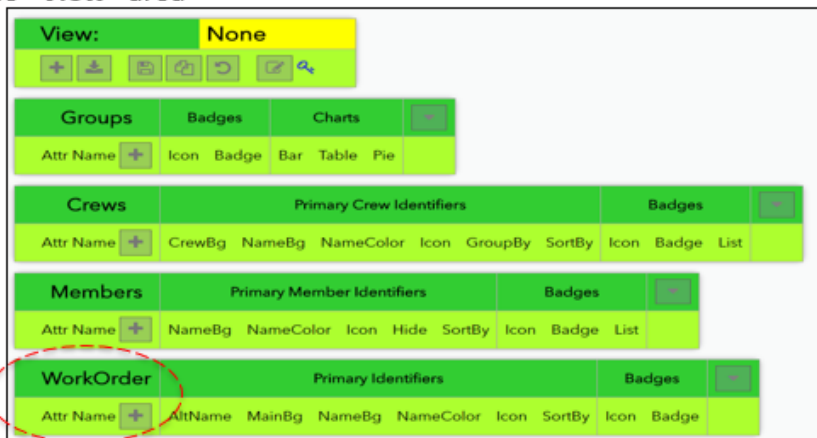 View: None
Groups Badges Charts
Attr Name Icon Badge Bar Table Pie
Crews Primary Crew Identifiers Badges
Attr Name CrewBg NameBg NameColor Icon GroupBy SortBy Icon Badge List
Members Primary Member Identifiers Badges
Attr Name NameBg NameColor Icon Hide SortBy Icon Badge List
WorkOrder Primary Identifiers Badges
Attr Name AltName MainBg NameBg NameColor Icon SortBy Icon Badge